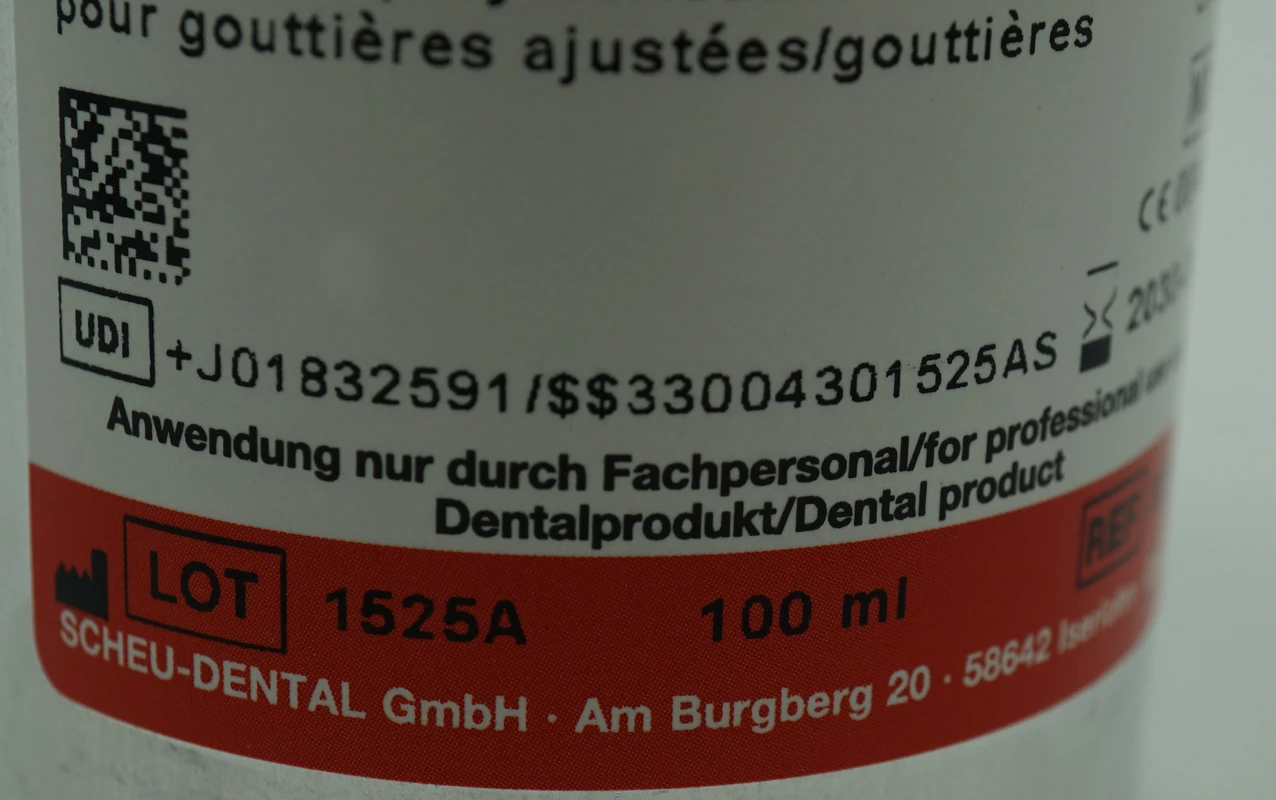 pour gouttières ajustées/gouttières
CE
UDI +J01832591/$$33004301525AS
Anwendung nur durch Fachpersonal/for professional
Dentalprodukt/Dental product
LOT 1525A 100 ml REF
SCHEU-DENTAL GmbH · Am Burgberg 20 · 58642